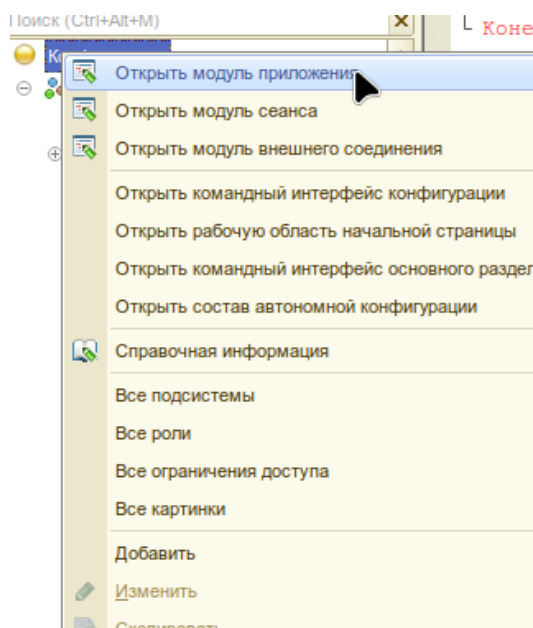 Поиск (Ctrl+Alt+M)
Коне
Открыть модуль приложения
Открыть модуль сеанса
Открыть модуль внешнего соединения
Открыть командный интерфейс конфигурации
Открыть рабочую область начальной страницы
Открыть командный интерфейс основного раздел
Открыть состав автономной конфигурации
Справочная информация
Все подсистемы
Все роли
Все ограничения доступа
Все картинки
Добавить
Изменить
Скопировать